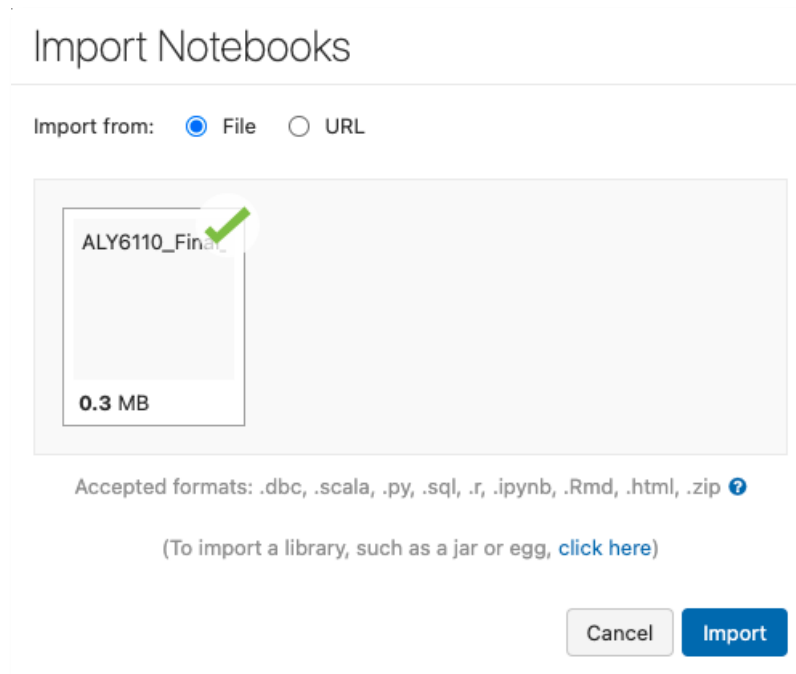 Import Notebooks
Import from: File URL
ALY6110_Final_
0.3 MB
Accepted formats: .dbc, .scala, .py, .sql, .r, .ipynb, .Rmd, .html, .zip ?
(To import a library, such as a jar or egg, click here)
Cancel Import